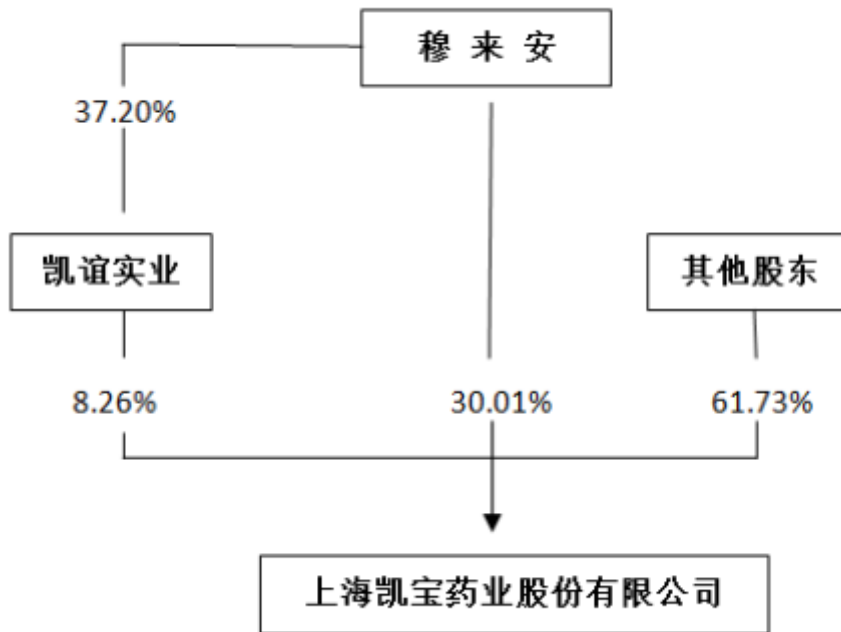 穆来安
37.20%
凯谊实业
其他股东
8.26%
30.01%
61.73%
上海凯宝药业股份有限公司